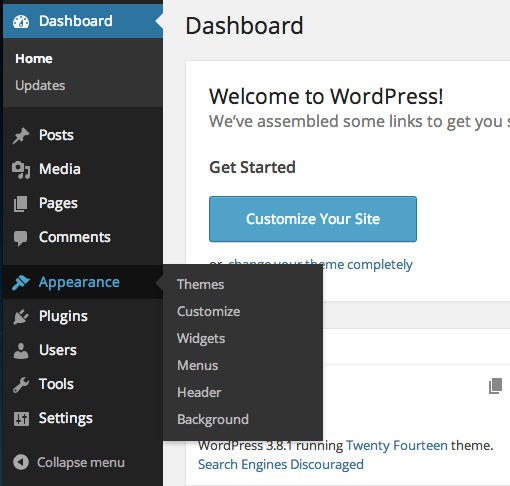 Dashboard
Home
Updates
Posts
Media
Pages
Comments
Appearance
Plugins
Users
Tools
Settings
Collapse menu
Themes
Customize
Widgets
Menus
Header
Background
Dashboard
Welcome to WordPress!
We've assembled some links to get you
Get Started
Customize Your Site
or, change your theme completely
WordPress 3.8.1 running Twenty Fourteen theme.
Search Engines Discouraged